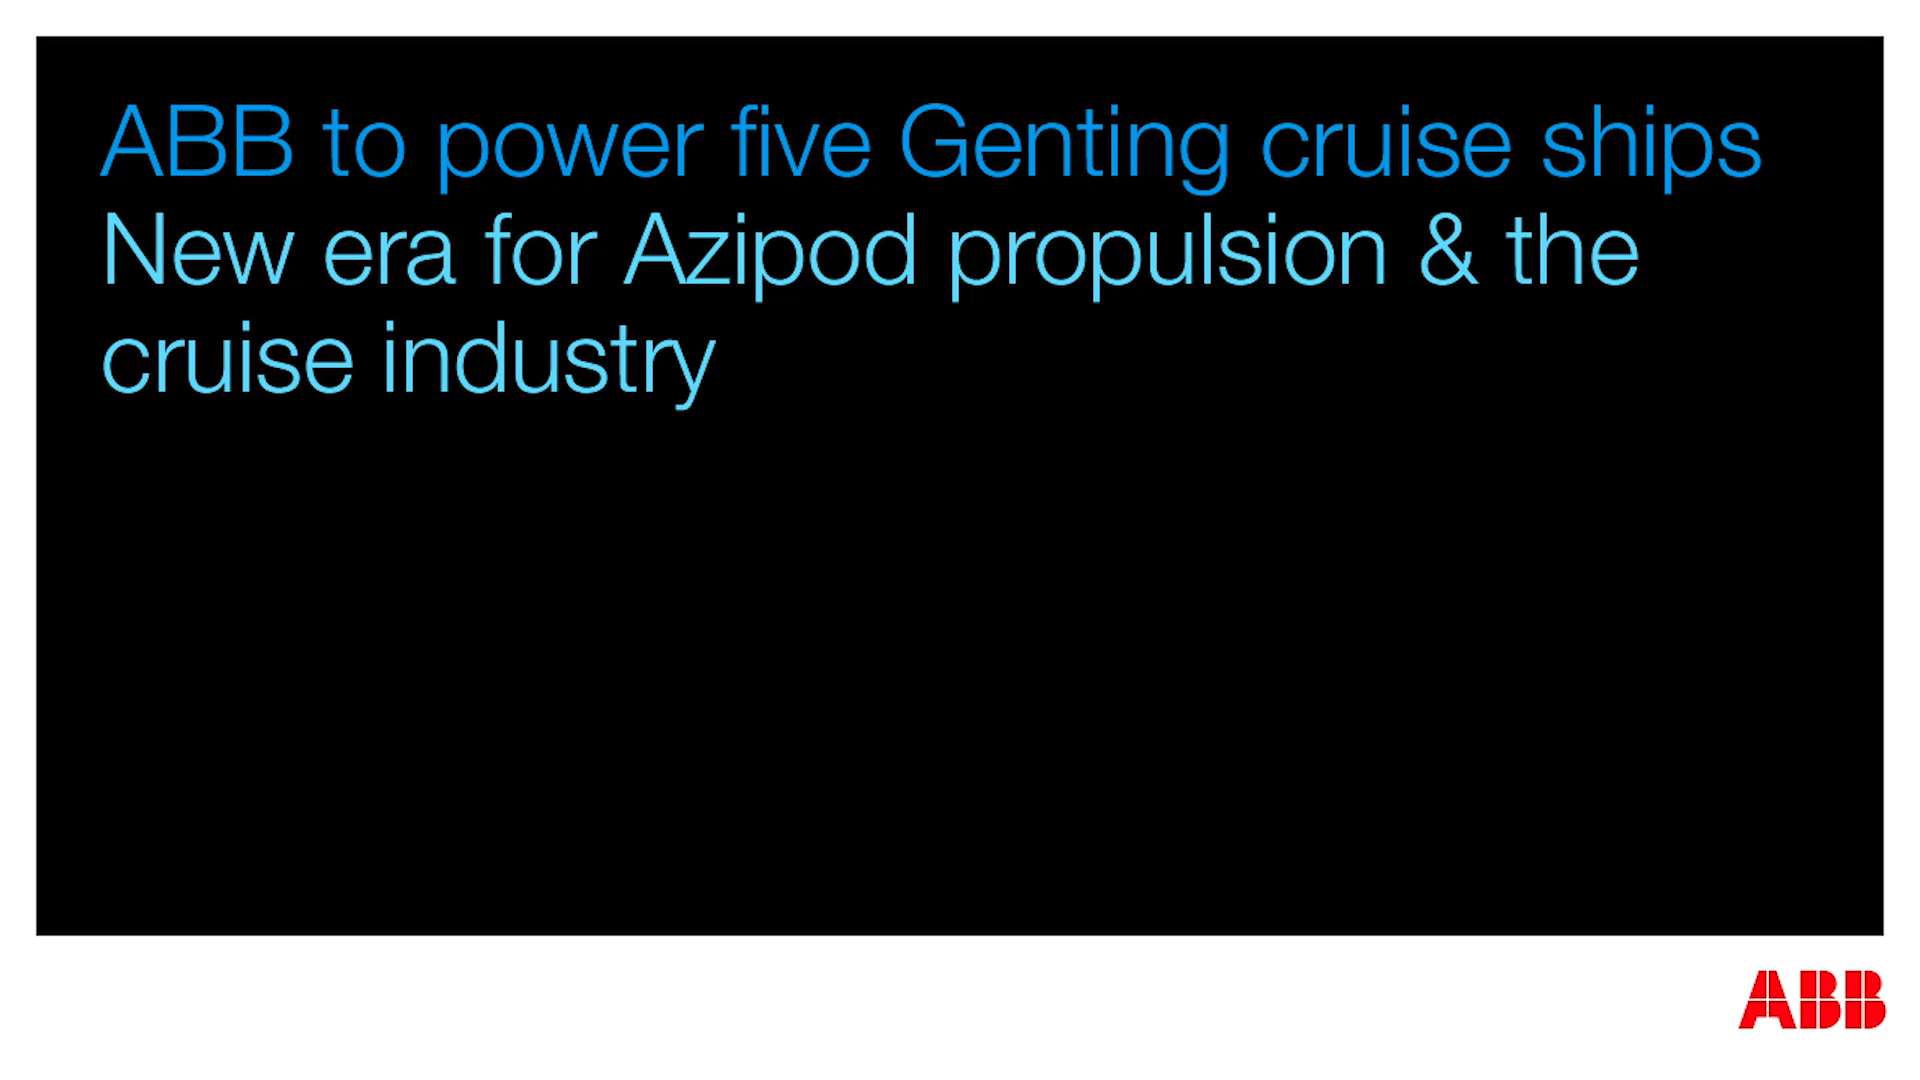 ABB to power five Genting cruise ships
New era for Azipod propulsion & the
cruise industry
ABB